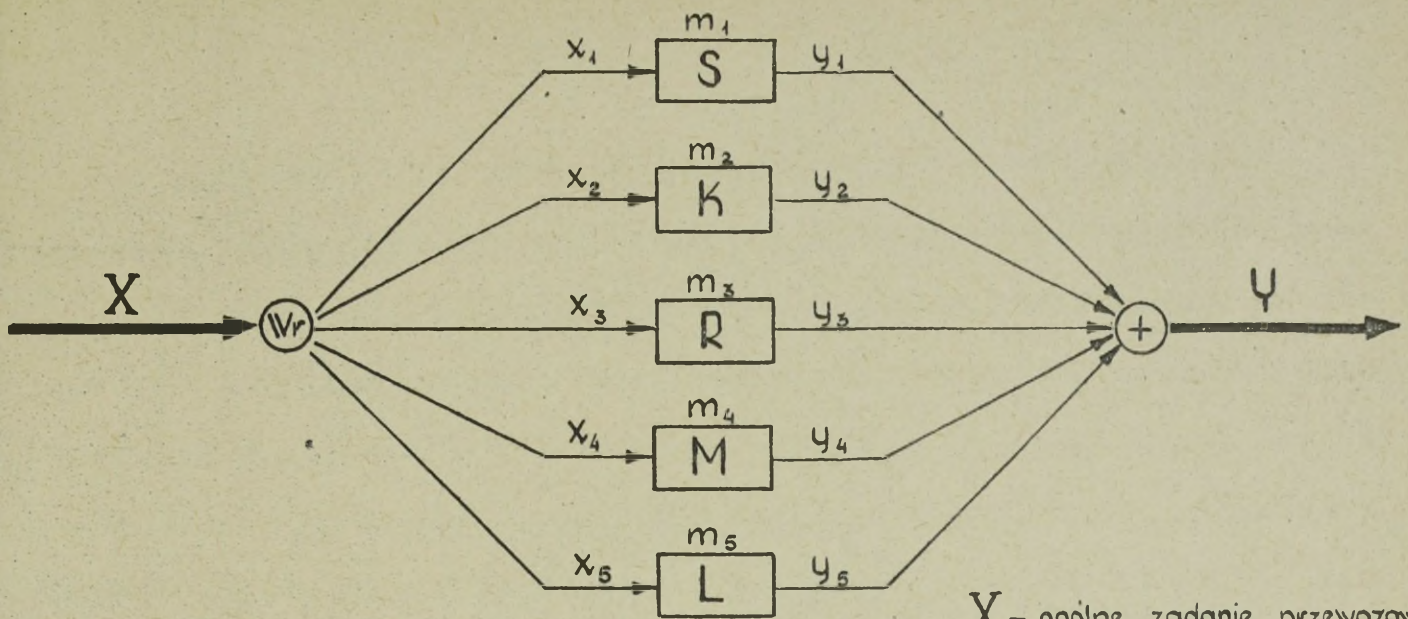 m₁
x₁ S y₁
m₂
x₂ K y₂
m₃
X Wr x₃ R y₃ + Y
m₄
x₄ M y₄
m₅
x₅ L y₅
X – ogólne zadanie